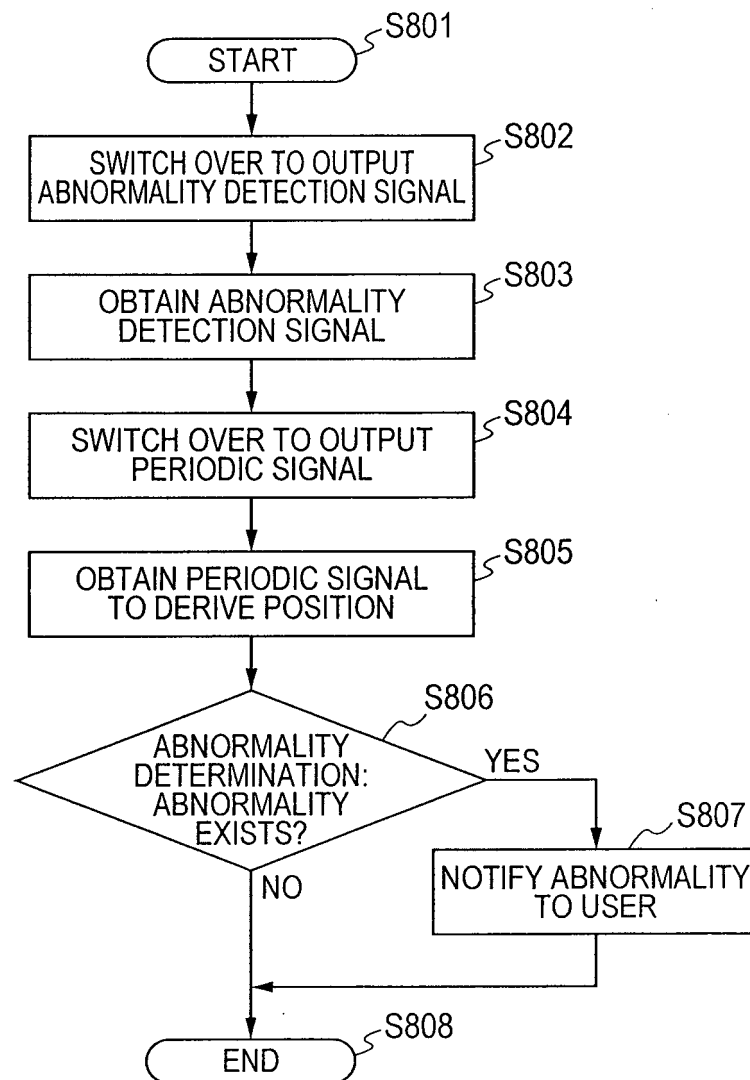 S801
START
S802
SWITCH OVER TO OUTPUT
ABNORMALITY DETECTION SIGNAL
S803
OBTAIN ABNORMALITY
DETECTION SIGNAL
S804
SWITCH OVER TO OUTPUT
PERIODIC SIGNAL
S805
OBTAIN PERIODIC SIGNAL
TO DERIVE POSITION
S806
ABNORMALITY
DETERMINATION:
ABNORMALITY
EXISTS?
YES
S807
NOTIFY ABNORMALITY
TO USER
NO
S808
END